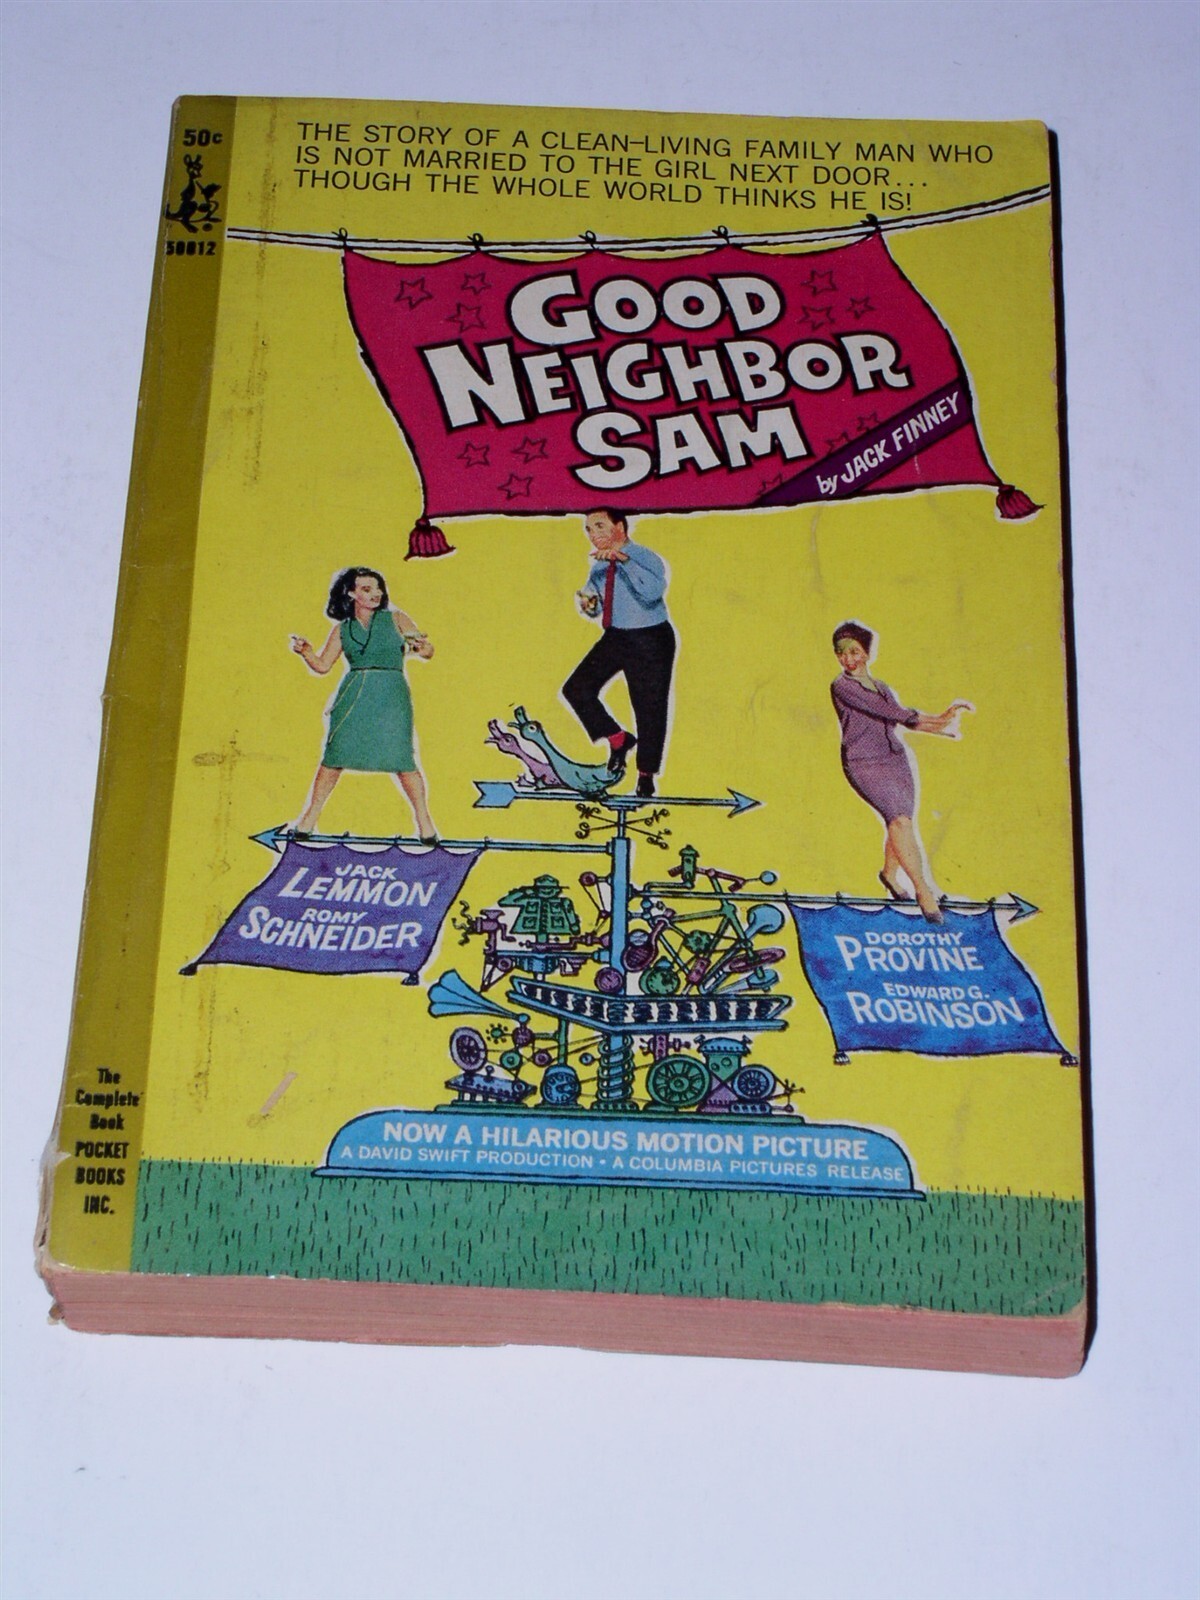 50c
50012
THE STORY OF A CLEAN-LIVING FAMILY MAN WHO
IS NOT MARRIED TO THE GIRL NEXT DOOR...
THOUGH THE WHOLE WORLD THINKS HE IS!
GOOD
NEIGHBOR
SAM
by JACK FINNEY
N
S
JACK
LEMMON
ROMY
SCHNEIDER
DOROTHY
PROVINE
EDWARD G.
ROBINSON
NOW A HILARIOUS MOTION PICTURE
A DAVID SWIFT PRODUCTION • A COLUMBIA PICTURES RELEASE
The
Complete
Book
POCKET
BOOKS
INC.